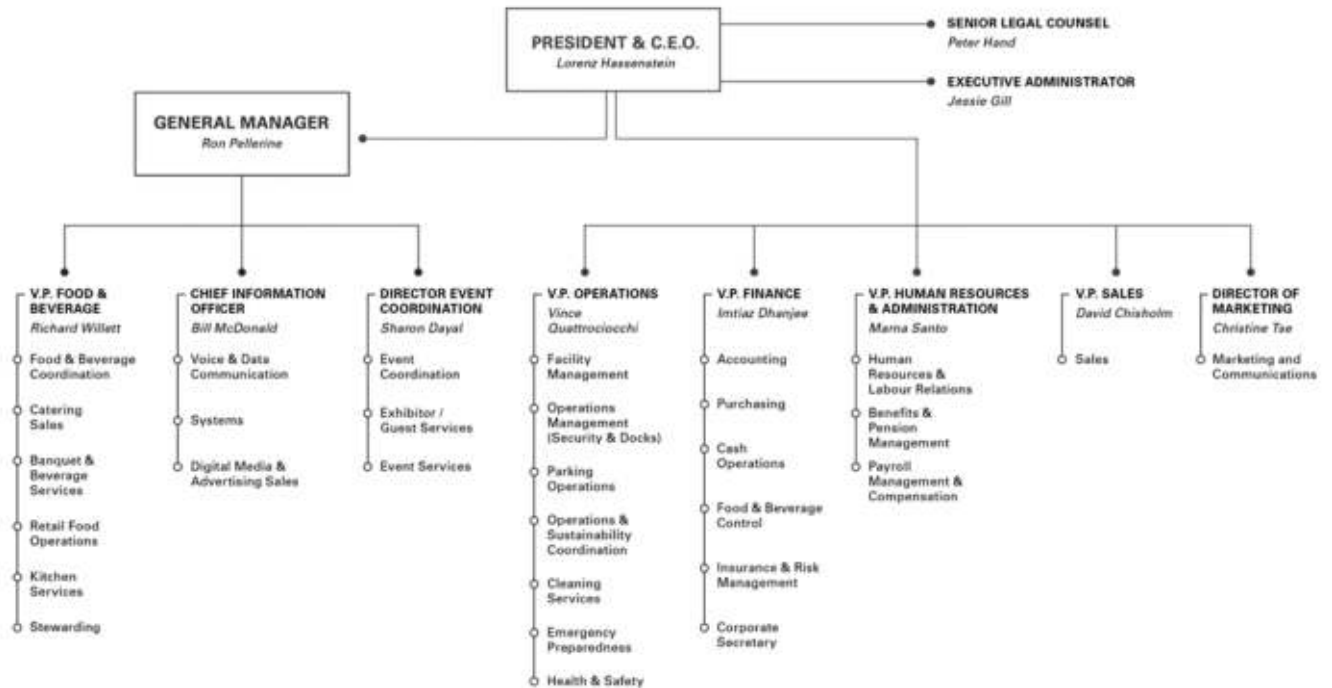 PRESIDENT & C.E.O.
Lorenz Hassenstein
SENIOR LEGAL COUNSEL
Peter Hand
EXECUTIVE ADMINISTRATOR
Jessie Gill
GENERAL MANAGER
Ron Pellerine
V.P. FOOD &
BEVERAGE
Richard Willett
Food & Beverage
Coordination
Catering
Sales
Banquet &
Beverage
Services
Retail Food
Operations
Kitchen
Services
Stewarding
CHIEF INFORMATION
OFFICER
Bill McDonald
Voice & Data
Communication
Systems
Digital Media &
Advertising Sales
DIRECTOR EVENT
COORDINATION
Sharon Dayal
Event
Coordination
Exhibitor /
Guest Services
Event Services
V.P. OPERATIONS
Vince
Quattrociocchi
Facility
Management
Operations
Management
(Security & Docks)
Parking
Operations
Operations &
Sustainability
Coordination
Cleaning
Services
Emergency
Preparedness
Health & Safety
V.P. FINANCE
Imtiaz Dhanjee
Accounting
Purchasing
Cash
Operations
Food & Beverage
Control
Insurance & Risk
Management
Corporate
Secretary
V.P. HUMAN RESOURCES
& ADMINISTRATION
Marna Santo
Human
Resources &
Labour Relations
Benefits &
Pension
Management
Payroll
Management &
Compensation
V.P. SALES
David Chisholm
Sales
DIRECTOR OF
MARKETING
Christine Tae
Marketing and
Communications